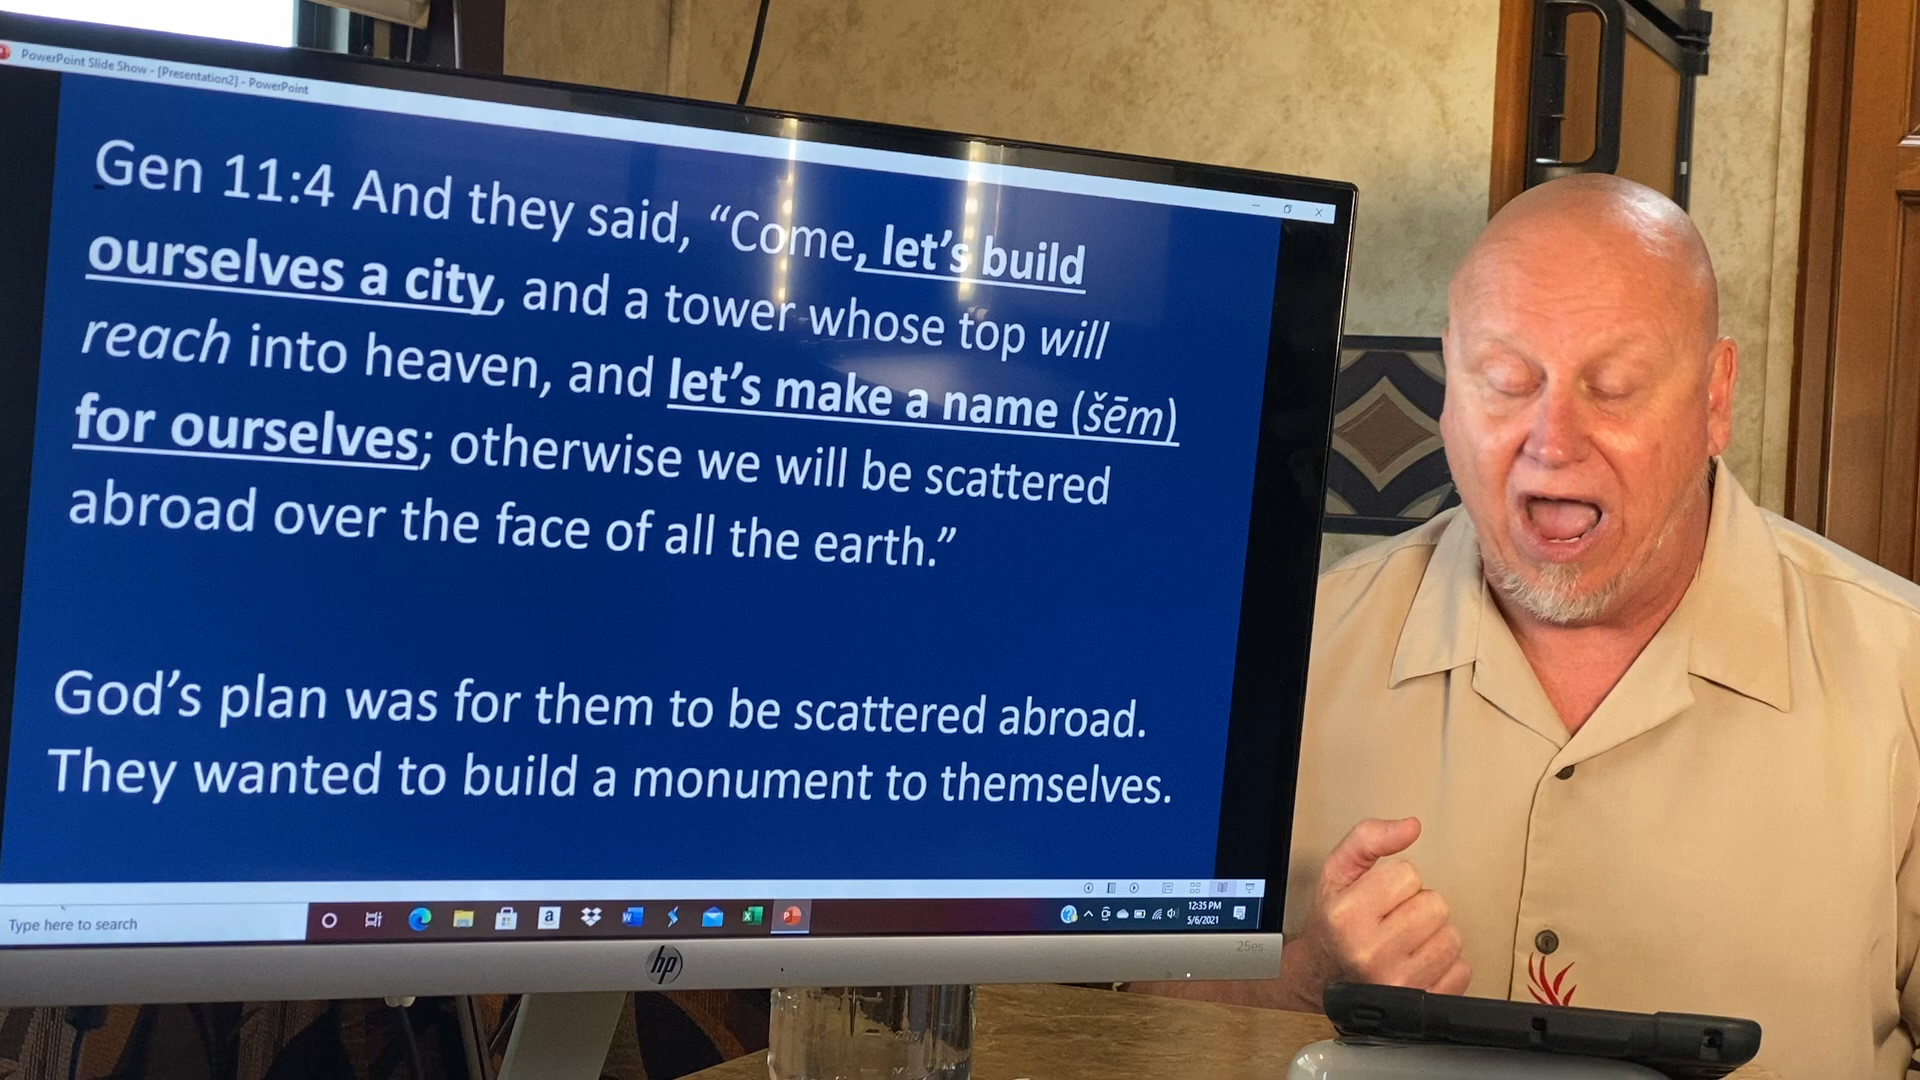 PowerPoint Slide Show - [Presentation2] - PowerPoint
Gen 11:4 And they said, “Come, let’s build
ourselves a city, and a tower whose top will
reach into heaven, and let’s make a name (šēm)
for ourselves; otherwise we will be scattered
abroad over the face of all the earth.”
God’s plan was for them to be scattered abroad.
They wanted to build a monument to themselves.
Type here to search
12:35 PM
5/6/2021
hp
25es